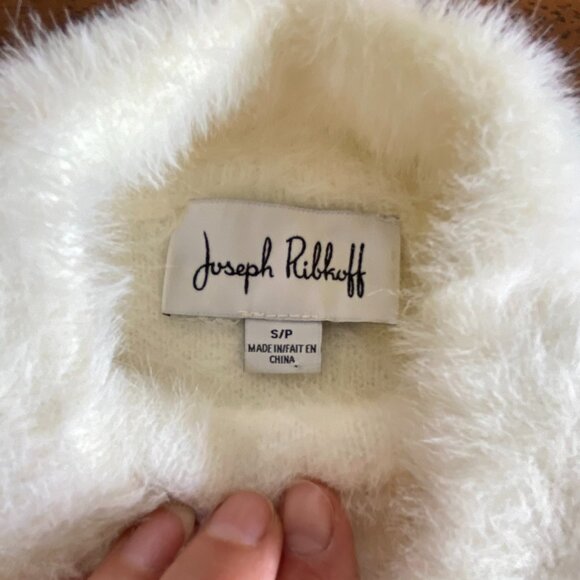 Joseph Ribkoff
S/P
MADE IN/FAIT EN
CHINA